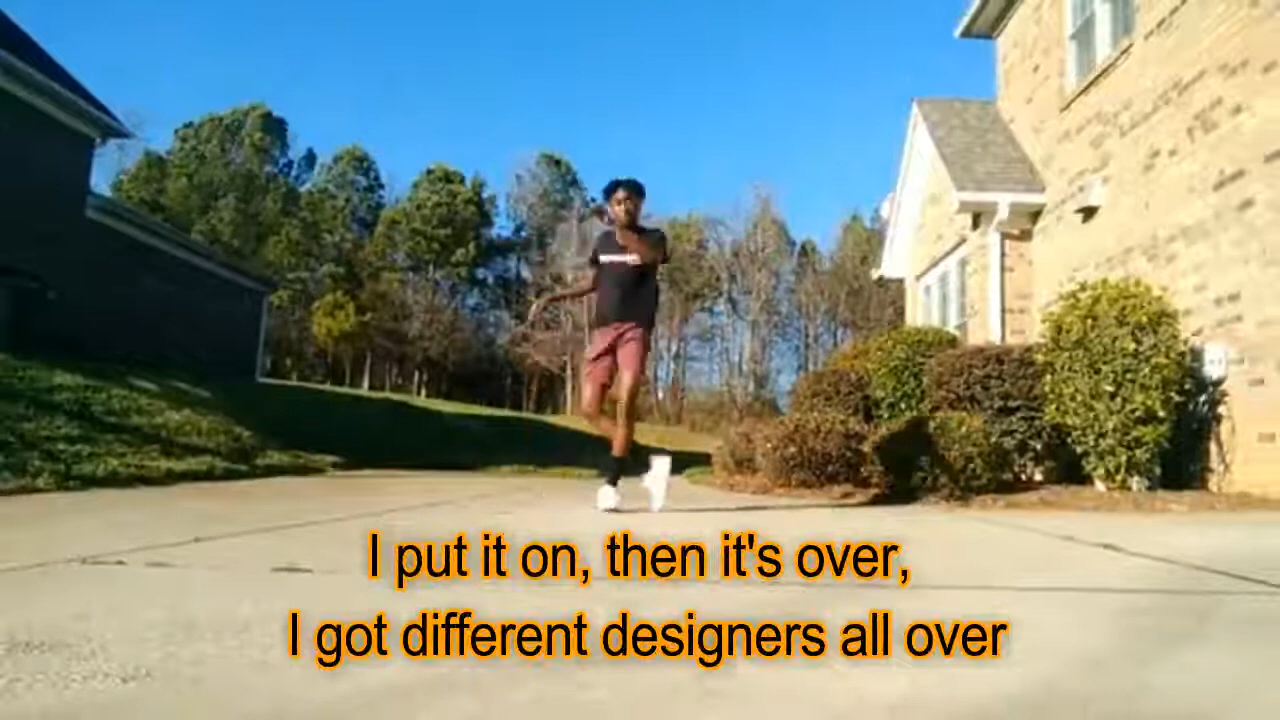 I put it on, then it's over,
I got different designers all over